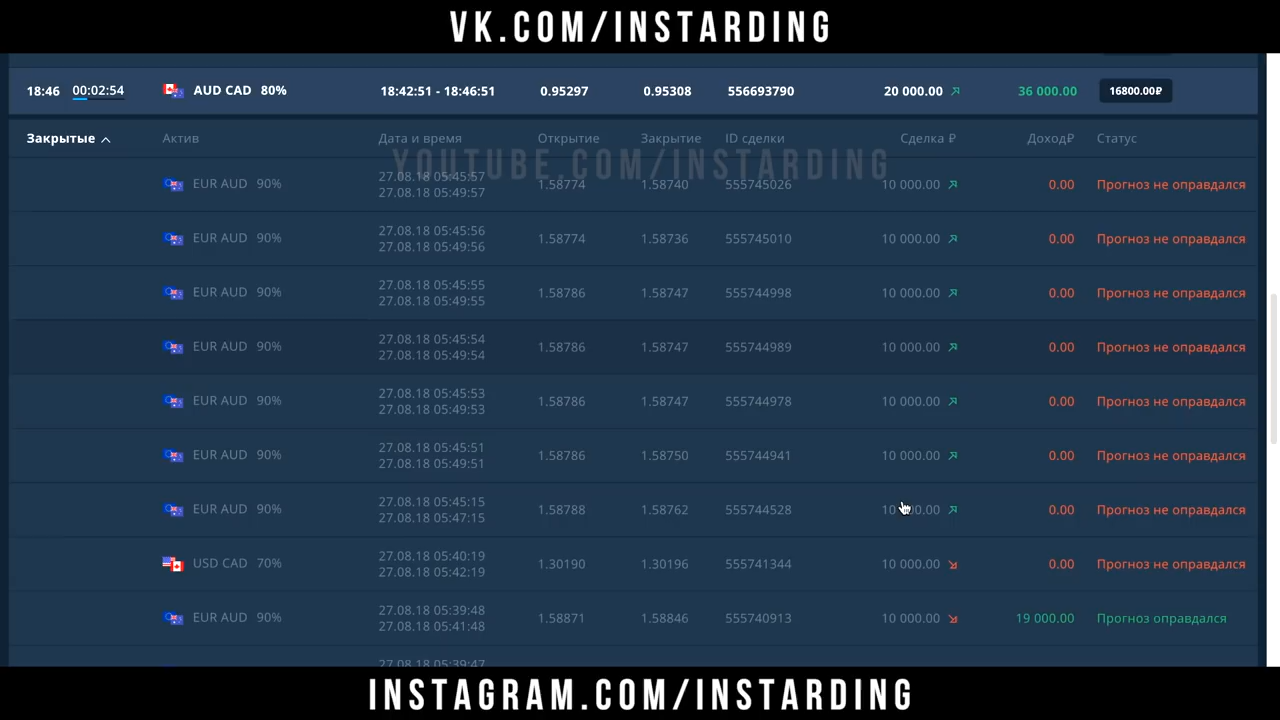 VK.COM/INSTARDING
18:46 00:02:54 AUD CAD 80% 18:42:51 - 18:46:51 0.95297 0.95308 556693790 20 000.00 36 000.00 16800.00₽
Закрытые Актив Дата и время Открытие Закрытие ID сделки Сделка ₽ Доход₽ Статус
YOUTUBE.COM/INSTARDING
27.08.18 05:45:57
EUR AUD 90% 1.58774 1.58740 555745026 10 000.00 0.00 Прогноз не оправдался
27.08.18 05:49:57
27.08.18 05:45:56
EUR AUD 90% 1.58774 1.58736 555745010 10 000.00 0.00 Прогноз не оправдался
27.08.18 05:49:56
27.08.18 05:45:55
EUR AUD 90% 1.58786 1.58747 555744998 10 000.00 0.00 Прогноз не оправдался
27.08.18 05:49:55
27.08.18 05:45:54
EUR AUD 90% 1.58786 1.58747 555744989 10 000.00 0.00 Прогноз не оправдался
27.08.18 05:49:54
27.08.18 05:45:53
EUR AUD 90% 1.58786 1.58747 555744978 10 000.00 0.00 Прогноз не оправдался
27.08.18 05:49:53
27.08.18 05:45:51
EUR AUD 90% 1.58786 1.58750 555744941 10 000.00 0.00 Прогноз не оправдался
27.08.18 05:49:51
27.08.18 05:45:15
EUR AUD 90% 1.58788 1.58762 555744528 10 000.00 0.00 Прогноз не оправдался
27.08.18 05:47:15
27.08.18 05:40:19
USD CAD 70% 1.30190 1.30196 555741344 10 000.00 0.00 Прогноз не оправдался
27.08.18 05:42:19
27.08.18 05:39:48
EUR AUD 90% 1.58871 1.58846 555740913 10 000.00 19 000.00 Прогноз оправдался
27.08.18 05:41:48
27.08.18 05:39:47
INSTAGRAM.COM/INSTARDING